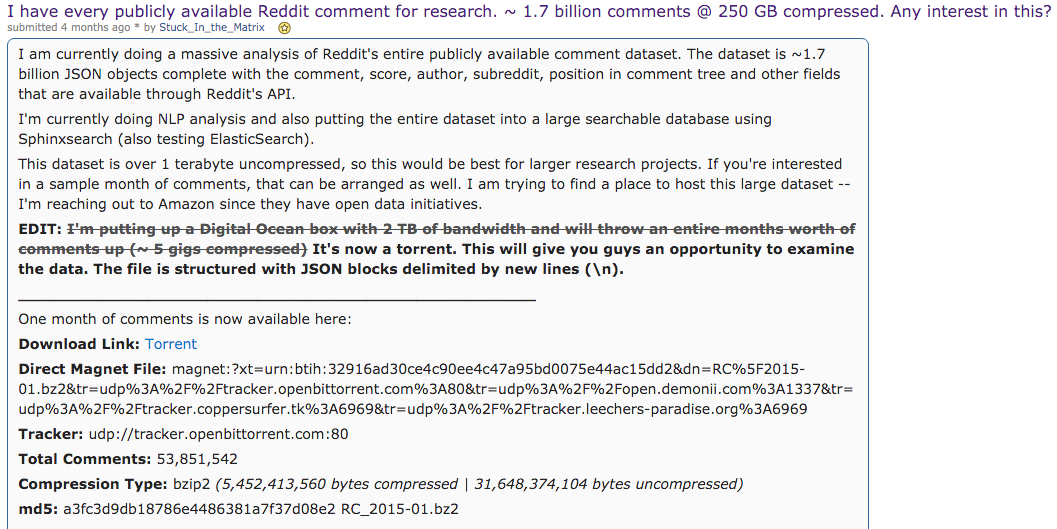 I have every publicly available Reddit comment for research. ~ 1.7 billion comments @ 250 GB compressed. Any interest in this?
submitted 4 months ago * by Stuck_In_the_Matrix
I am currently doing a massive analysis of Reddit's entire publicly available comment dataset. The dataset is ~1.7
billion JSON objects complete with the comment, score, author, subreddit, position in comment tree and other fields
that are available through Reddit's API.
I'm currently doing NLP analysis and also putting the entire dataset into a large searchable database using
Sphinxsearch (also testing ElasticSearch).
This dataset is over 1 terabyte uncompressed, so this would be best for larger research projects. If you're interested
in a sample month of comments, that can be arranged as well. I am trying to find a place to host this large dataset --
I'm reaching out to Amazon since they have open data initiatives.
EDIT: I'm putting up a Digital Ocean box with 2 TB of bandwidth and will throw an entire months worth of
comments up (~ 5 gigs compressed) It's now a torrent. This will give you guys an opportunity to examine
the data. The file is structured with JSON blocks delimited by new lines (\n).
One month of comments is now available here:
Download Link: Torrent
Direct Magnet File: magnet:?xt=urn:btih:32916ad30ce4c90ee4c47a95bd0075e44ac15dd2&dn=RC%5F2015-
01.bz2&tr=udp%3A%2F%2Ftracker.openbittorrent.com%3A80&tr=udp%3A%2F%2Fopen.demonii.com%3A1337&tr=
udp%3A%2F%2Ftracker.coppersurfer.tk%3A6969&tr=udp%3A%2F%2Ftracker.leechers-paradise.org%3A6969
Tracker: udp://tracker.openbittorrent.com:80
Total Comments: 53,851,542
Compression Type: bzip2 (5,452,413,560 bytes compressed | 31,648,374,104 bytes uncompressed)
md5: a3fc3d9db18786e4486381a7f37d08e2 RC_2015-01.bz2